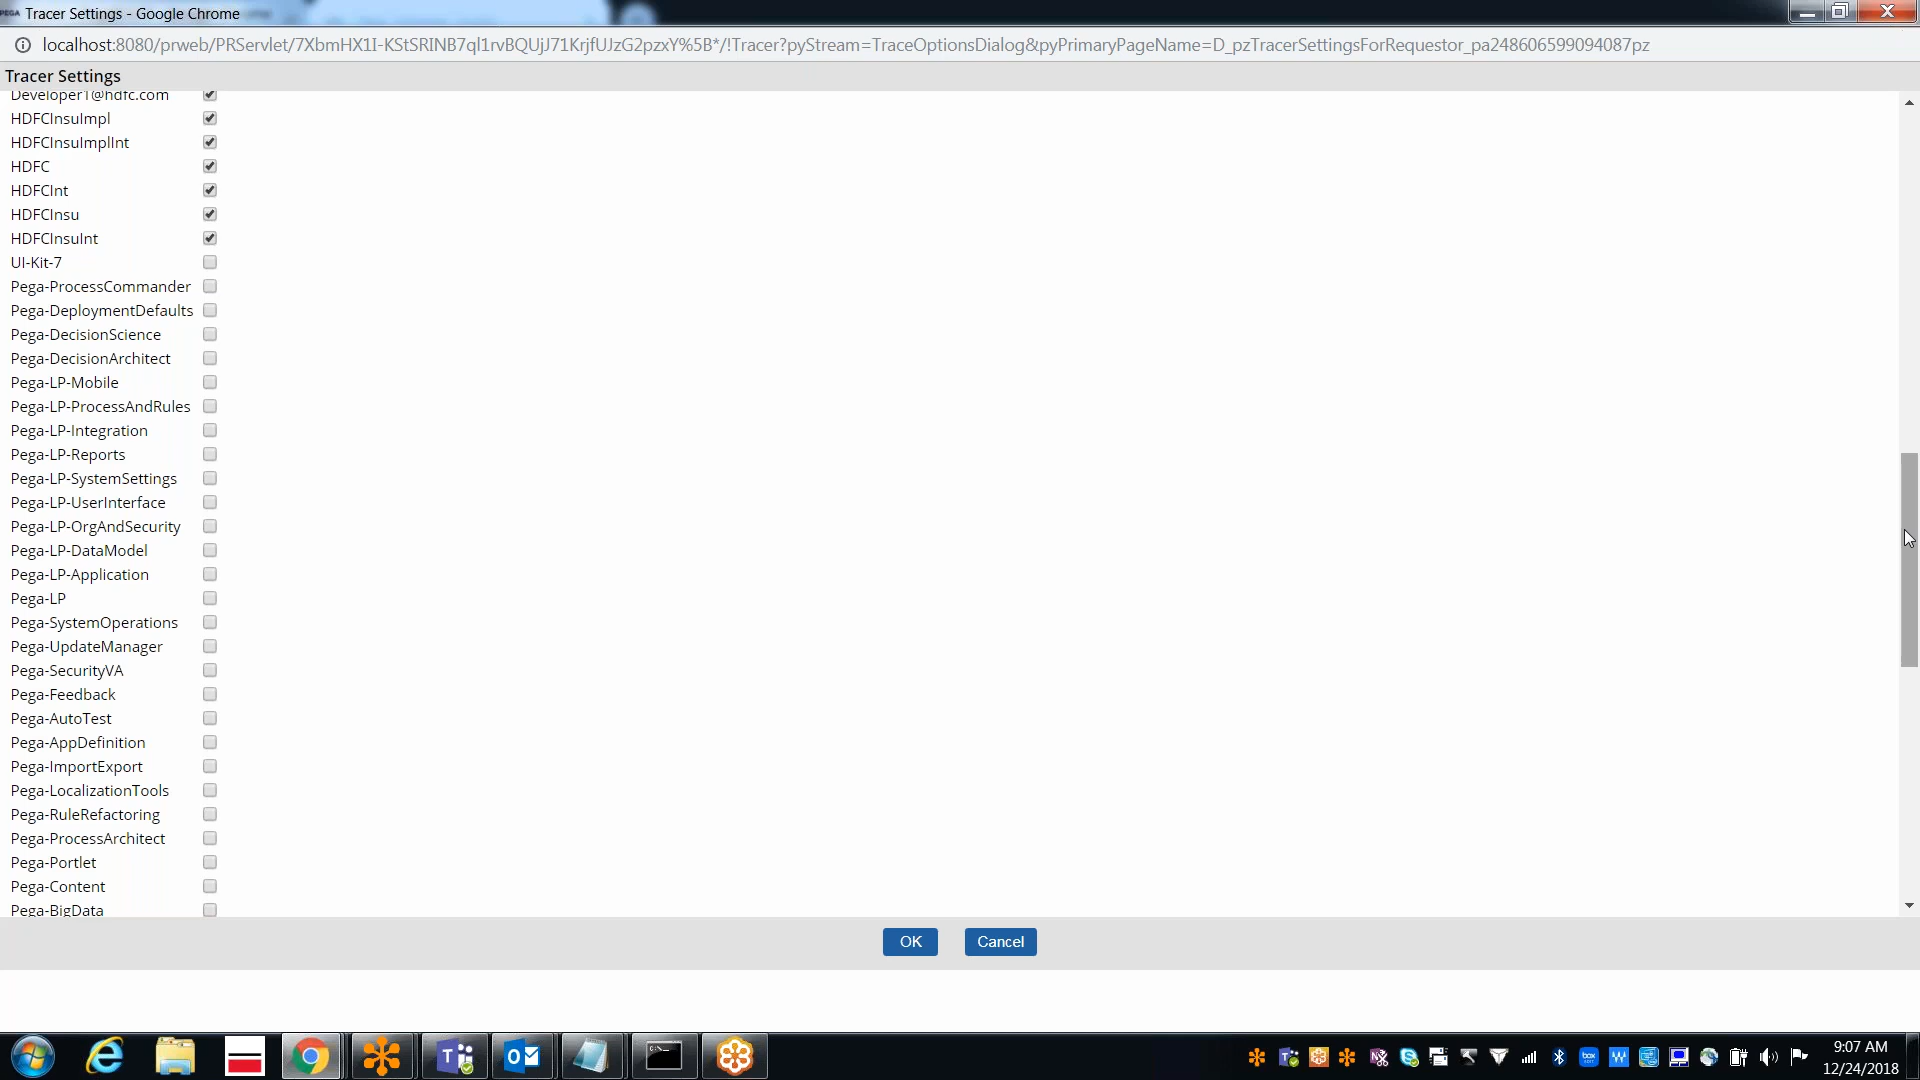 PEGA Tracer Settings - Google Chrome
localhost:8080/prweb/PRServlet/7XbmHX1I-KStSRINB7ql1rvBQUjJ71KrjfUJzG2pzxY%5B*/!Tracer?pyStream=TraceOptionsDialog&pyPrimaryPageName=D_pzTracerSettingsForRequestor_pa248606599094087pz
Tracer Settings
Developer1@hdfc.com
HDFCInsuImpl
HDFCInsuImplInt
HDFC
HDFCInt
HDFCInsu
HDFCInsuInt
UI-Kit-7
Pega-ProcessCommander
Pega-DeploymentDefaults
Pega-DecisionScience
Pega-DecisionArchitect
Pega-LP-Mobile
Pega-LP-ProcessAndRules
Pega-LP-Integration
Pega-LP-Reports
Pega-LP-SystemSettings
Pega-LP-UserInterface
Pega-LP-OrgAndSecurity
Pega-LP-DataModel
Pega-LP-Application
Pega-LP
Pega-SystemOperations
Pega-UpdateManager
Pega-SecurityVA
Pega-Feedback
Pega-AutoTest
Pega-AppDefinition
Pega-ImportExport
Pega-LocalizationTools
Pega-RuleRefactoring
Pega-ProcessArchitect
Pega-Portlet
Pega-Content
Pega-BigData
OK Cancel
9:07 AM
12/24/2018